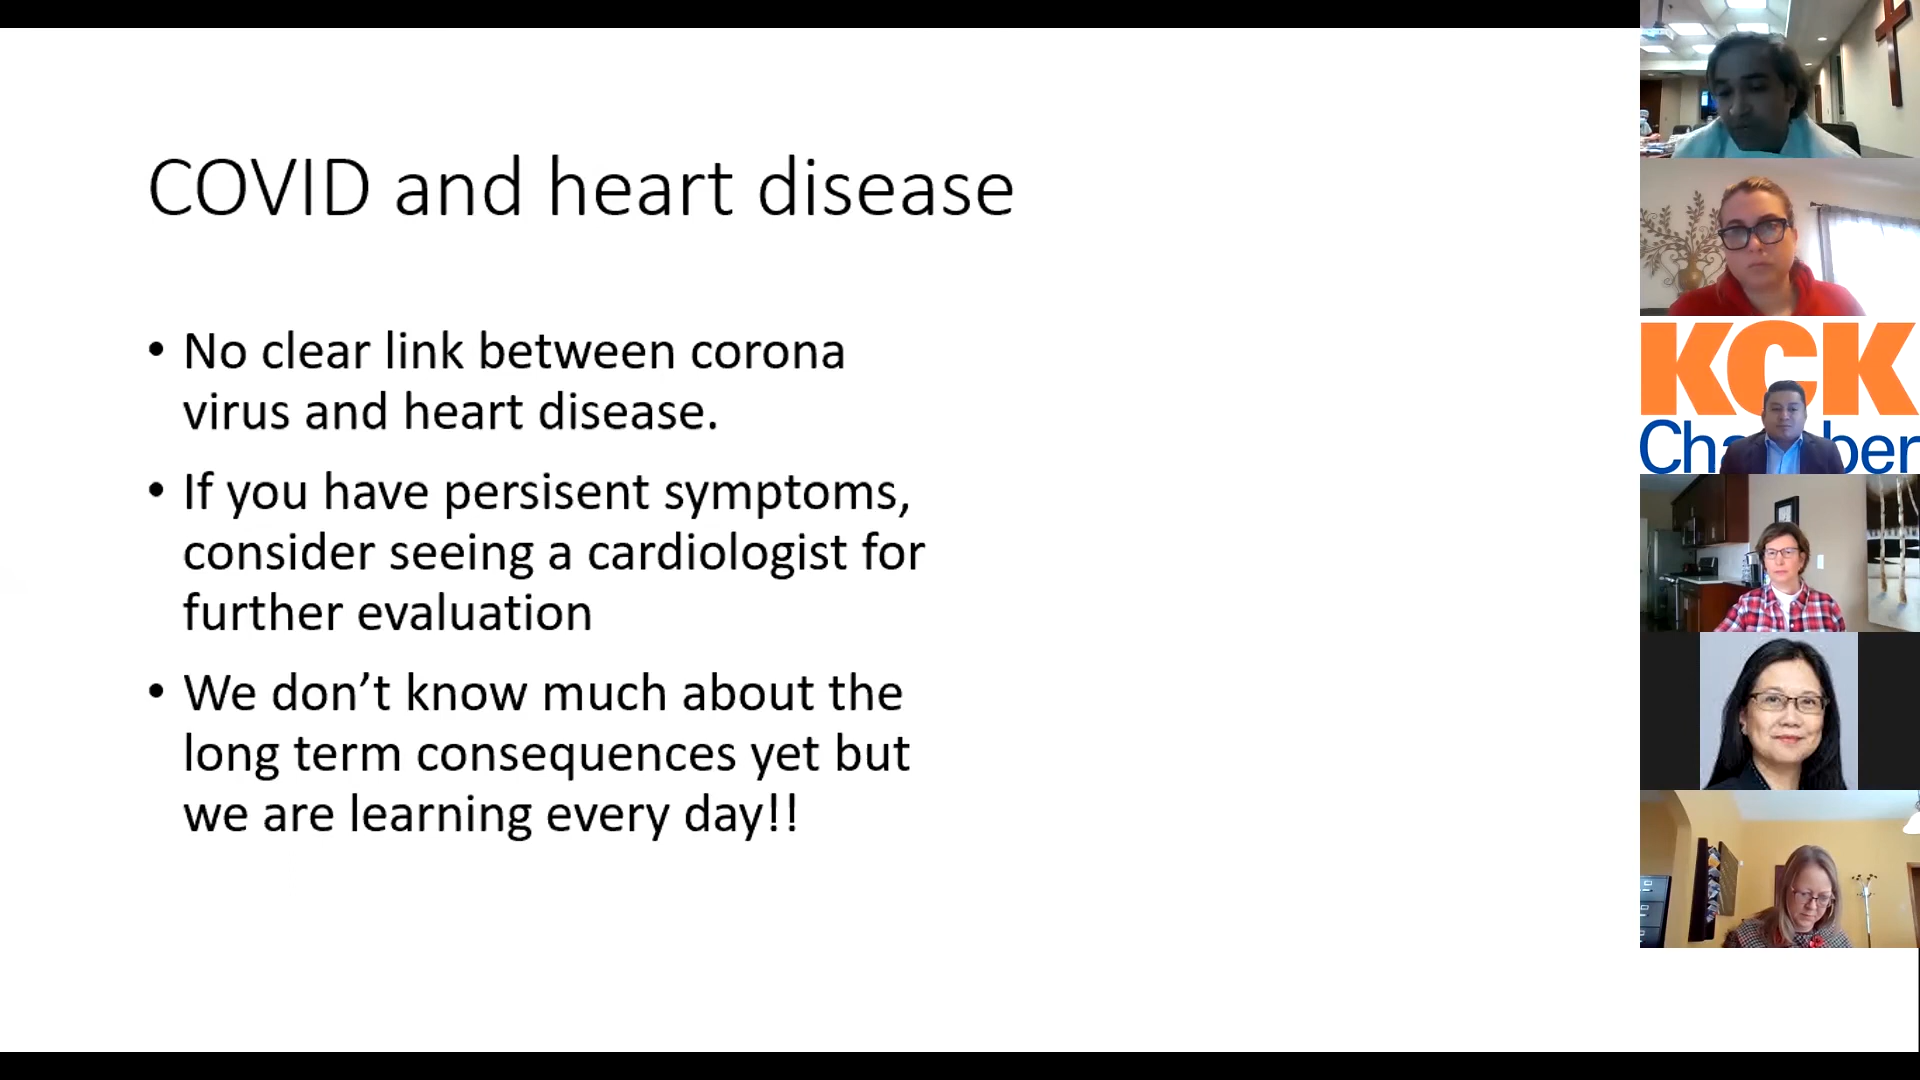 COVID and heart disease
• No clear link between corona
virus and heart disease.
• If you have persisent symptoms,
consider seeing a cardiologist for
further evaluation
• We don’t know much about the
long term consequences yet but
we are learning every day!!
KCK
Ch ber